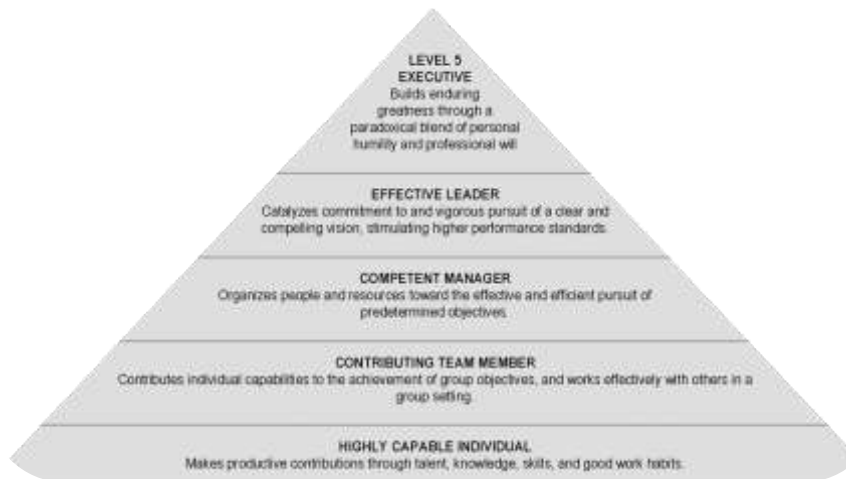 LEVEL 5
EXECUTIVE
Builds enduring
greatness through a
paradoxical blend of personal
humility and professional will
EFFECTIVE LEADER
Catalyzes commitment to and vigorous pursuit of a clear and
compelling vision, stimulating higher performance standards.
COMPETENT MANAGER
Organizes people and resources toward the effective and efficient pursuit of
predetermined objectives.
CONTRIBUTING TEAM MEMBER
Contributes individual capabilities to the achievement of group objectives, and works effectively with others in a
group setting.
HIGHLY CAPABLE INDIVIDUAL
Makes productive contributions through talent, knowledge, skills, and good work habits.